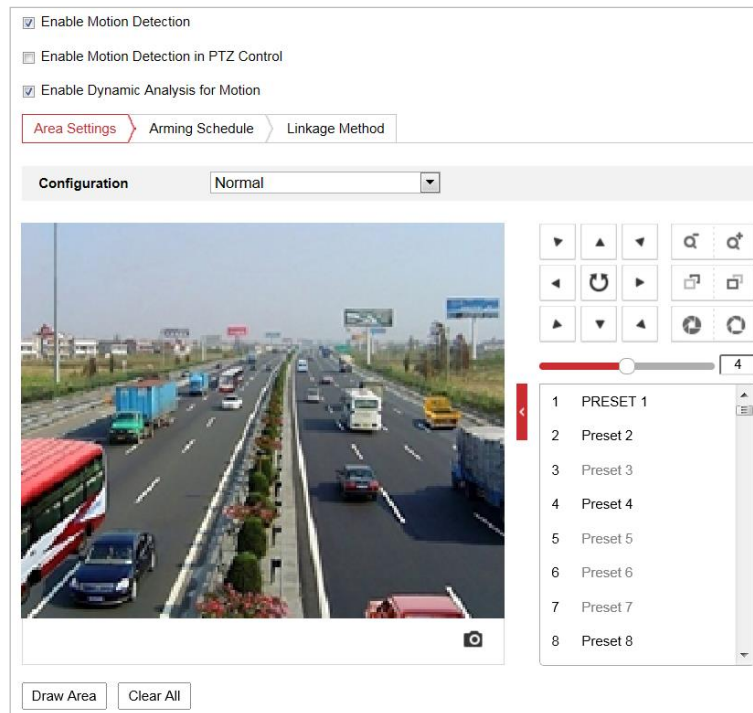 Enable Motion Detection
Enable Motion Detection in PTZ Control
Enable Dynamic Analysis for Motion
Area Settings Arming Schedule Linkage Method
Configuration Normal
4
1 PRESET 1
2 Preset 2
3 Preset 3
4 Preset 4
5 Preset 5
6 Preset 6
7 Preset 7
8 Preset 8
Draw Area Clear All